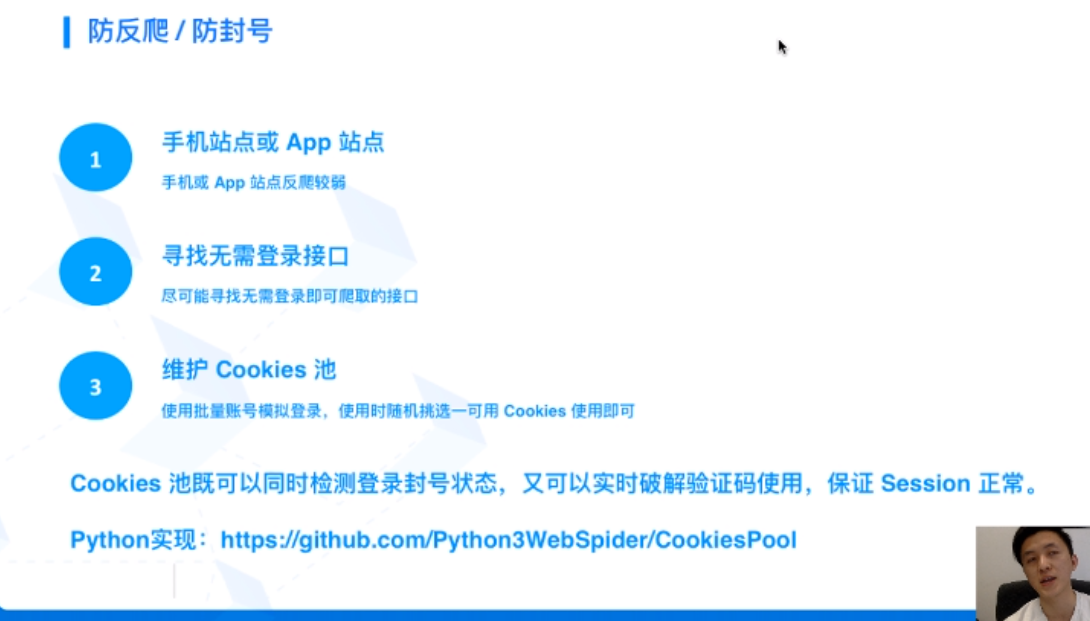 防反爬 / 防封号
1
手机站点或 App 站点
手机或 App 站点反爬较弱
2
寻找无需登录接口
尽可能寻找无需登录即可爬取的接口
3
维护 Cookies 池
使用批量账号模拟登录，使用时随机挑选一可用 Cookies 使用即可
Cookies 池既可以同时检测登录封号状态，又可以实时破解验证码使用，保证 Session 正常。
Python实现：https://github.com/Python3WebSpider/CookiesPool